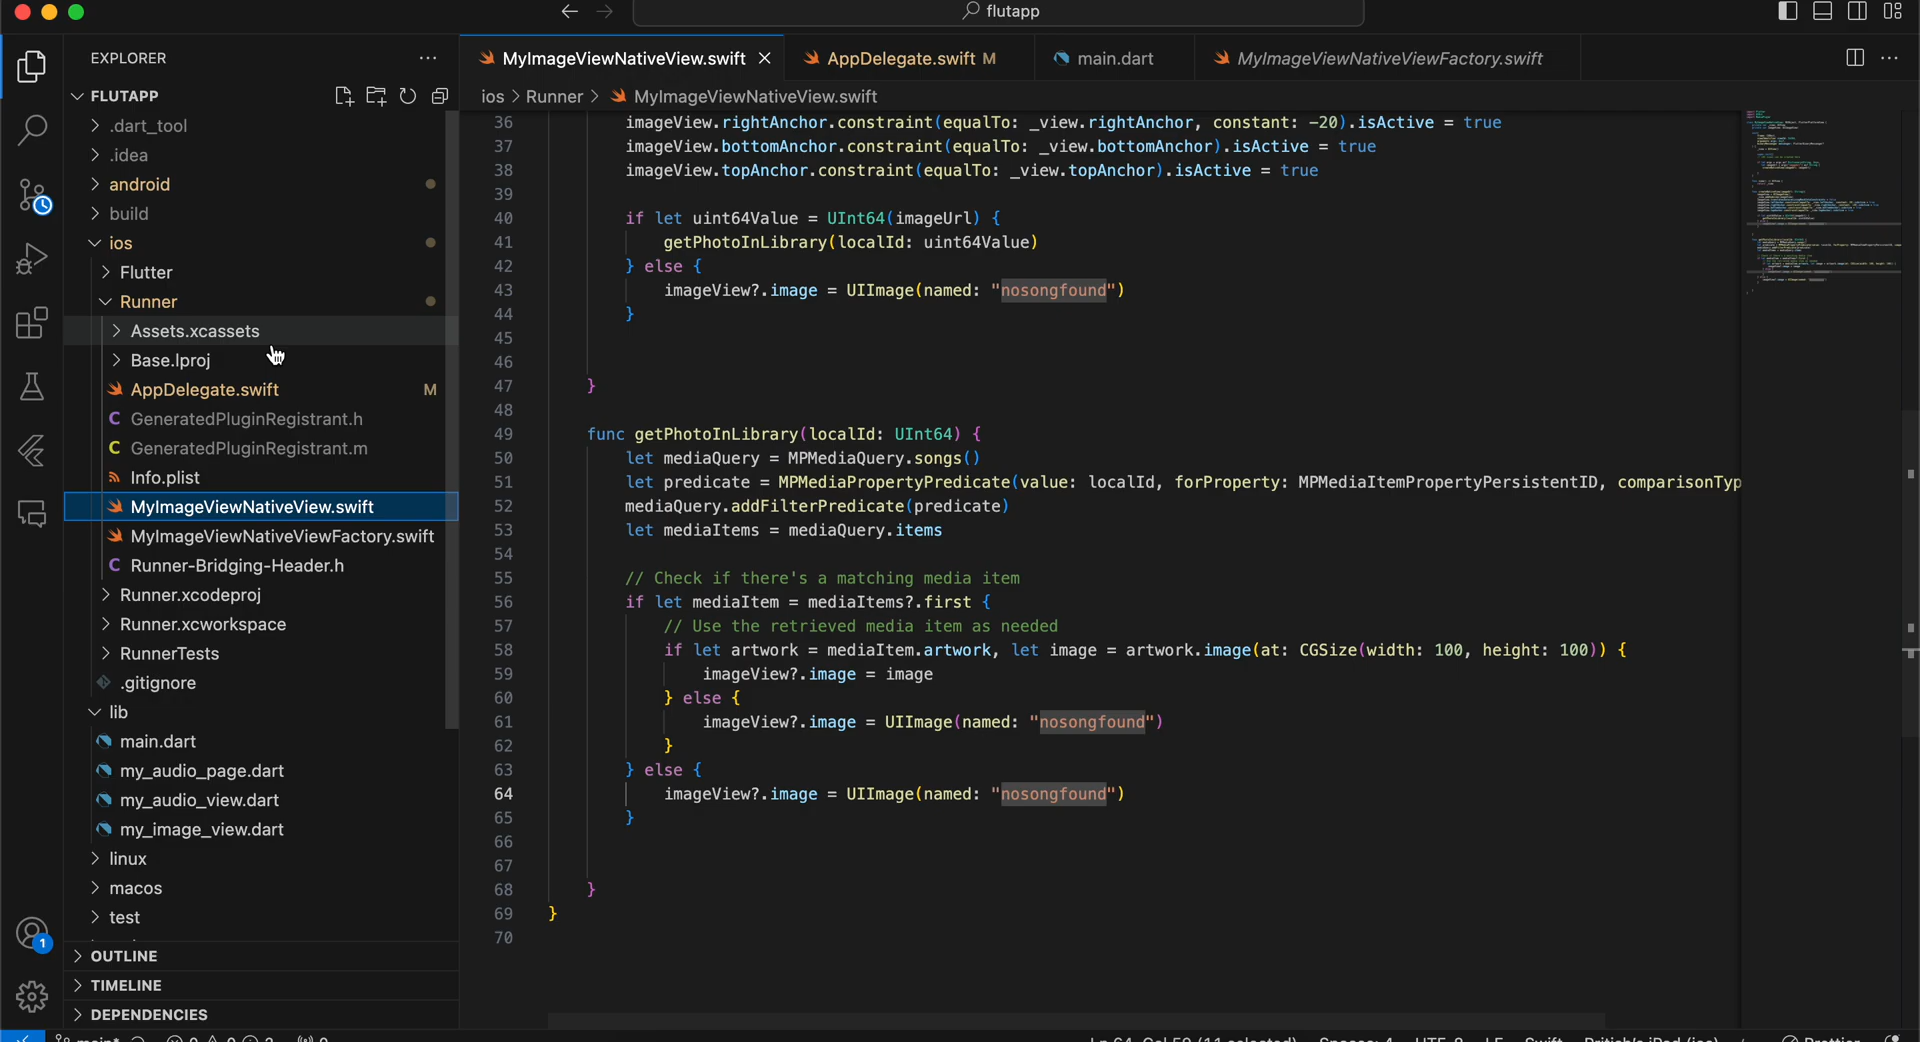 flutapp
EXPLORER
FLUTAPP
.dart_tool
.idea
android
build
ios
Flutter
Runner
Assets.xcassets
Base.lproj
AppDelegate.swift M
C GeneratedPluginRegistrant.h
C GeneratedPluginRegistrant.m
Info.plist
MyImageViewNativeView.swift
MyImageViewNativeViewFactory.swift
C Runner-Bridging-Header.h
Runner.xcodeproj
Runner.xcworkspace
RunnerTests
.gitignore
lib
main.dart
my_audio_page.dart
my_audio_view.dart
my_image_view.dart
linux
macos
test
OUTLINE
TIMELINE
DEPENDENCIES
1
MyImageViewNativeView.swift
AppDelegate.swift M
main.dart
MyImageViewNativeViewFactory.swift
ios > Runner > MyImageViewNativeView.swift
36 imageView.rightAnchor.constraint(equalTo: _view.rightAnchor, constant: -20).isActive = true
37 imageView.bottomAnchor.constraint(equalTo: _view.bottomAnchor).isActive = true
38 imageView.topAnchor.constraint(equalTo: _view.topAnchor).isActive = true
39
40 if let uint64Value = UInt64(imageUrl) {
41 getPhotoInLibrary(localId: uint64Value)
42 } else {
43 imageView?.image = UIImage(named: "nosongfound")
44 }
45
46
47 }
48
49 func getPhotoInLibrary(localId: UInt64) {
50 let mediaQuery = MPMediaQuery.songs()
51 let predicate = MPMediaPropertyPredicate(value: localId, forProperty: MPMediaItemPropertyPersistentID, comparisonTyp
52 mediaQuery.addFilterPredicate(predicate)
53 let mediaItems = mediaQuery.items
54
55 // Check if there's a matching media item
56 if let mediaItem = mediaItems?.first {
57 // Use the retrieved media item as needed
58 if let artwork = mediaItem.artwork, let image = artwork.image(at: CGSize(width: 100, height: 100)) {
59 imageView?.image = image
60 } else {
61 imageView?.image = UIImage(named: "nosongfound")
62 }
63 } else {
64 imageView?.image = UIImage(named: "nosongfound")
65 }
66
67
68 }
69 }
70